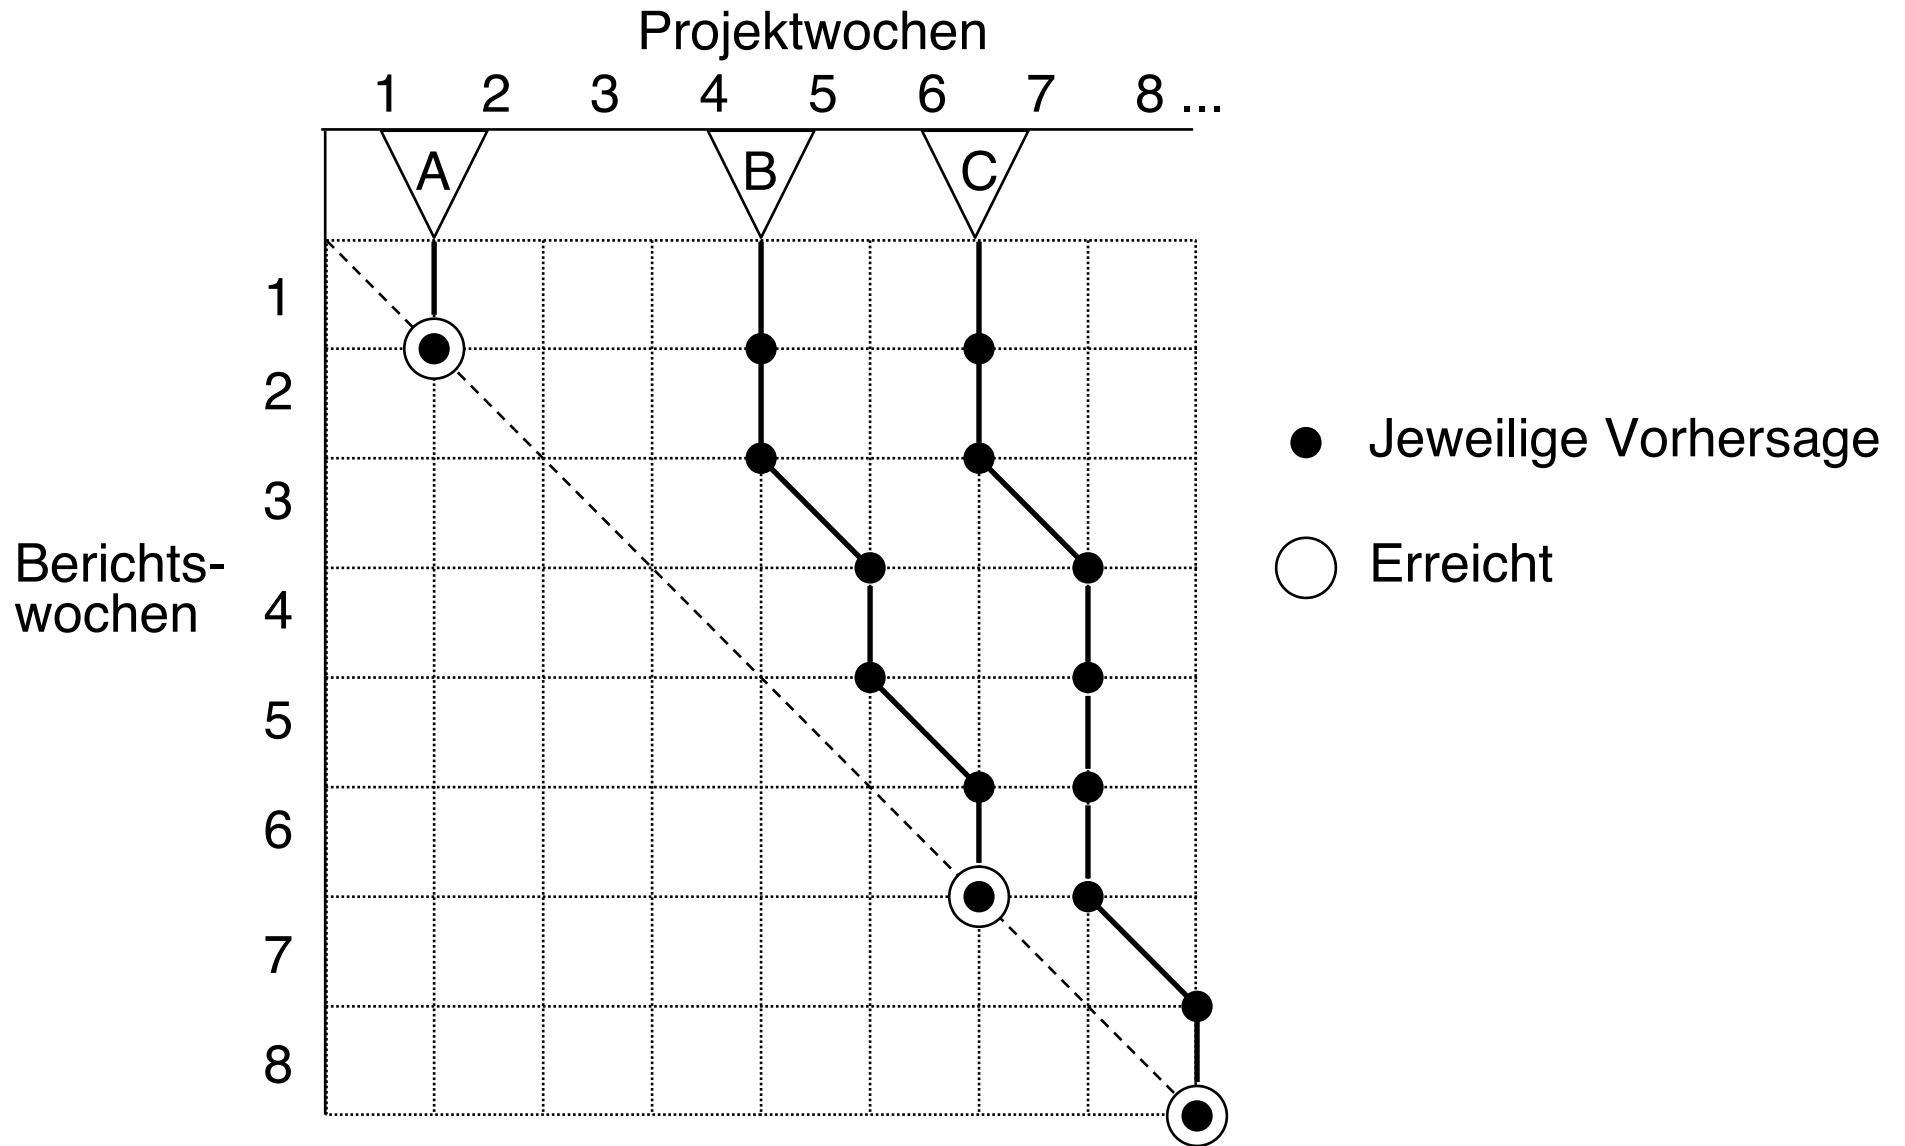 Projektwochen
1 2 3 4 5 6 7 8 ...
A B C
1
2
3
Berichts-
wochen
4
5
6
7
8
Jeweilige Vorhersage
Erreicht